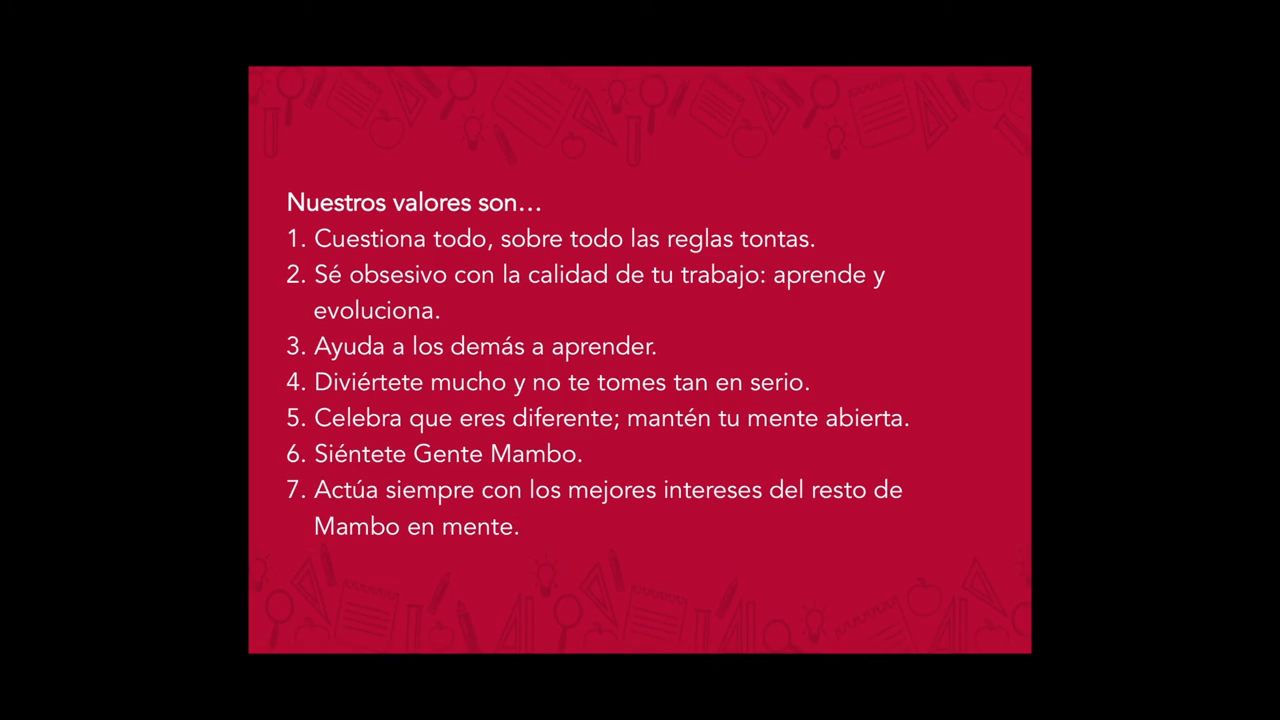 Nuestros valores son...
1. Cuestiona todo, sobre todo las reglas tontas.
2. Sé obsesivo con la calidad de tu trabajo: aprende y
evoluciona.
3. Ayuda a los demás a aprender.
4. Diviértete mucho y no te tomes tan en serio.
5. Celebra que eres diferente; mantén tu mente abierta.
6. Siéntete Gente Mambo.
7. Actúa siempre con los mejores intereses del resto de
Mambo en mente.